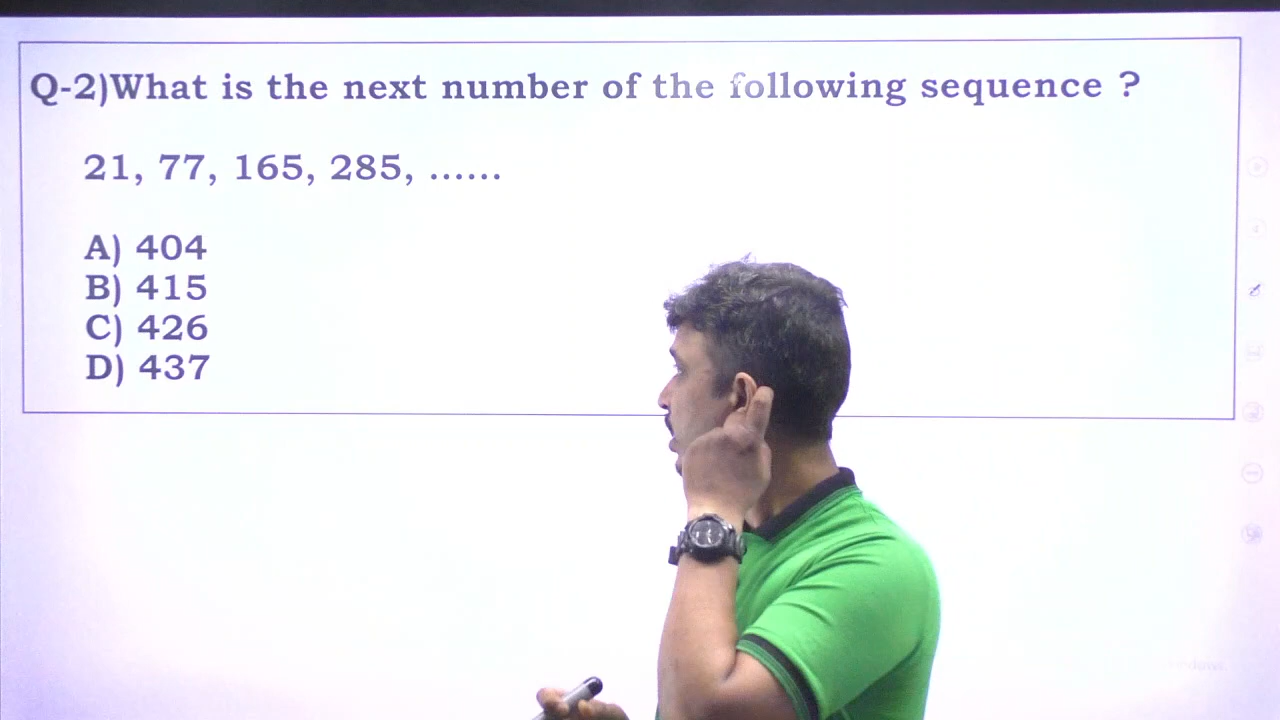 Q-2)What is the next number of the following sequence ?
21, 77, 165, 285, ......
A) 404
B) 415
C) 426
D) 437